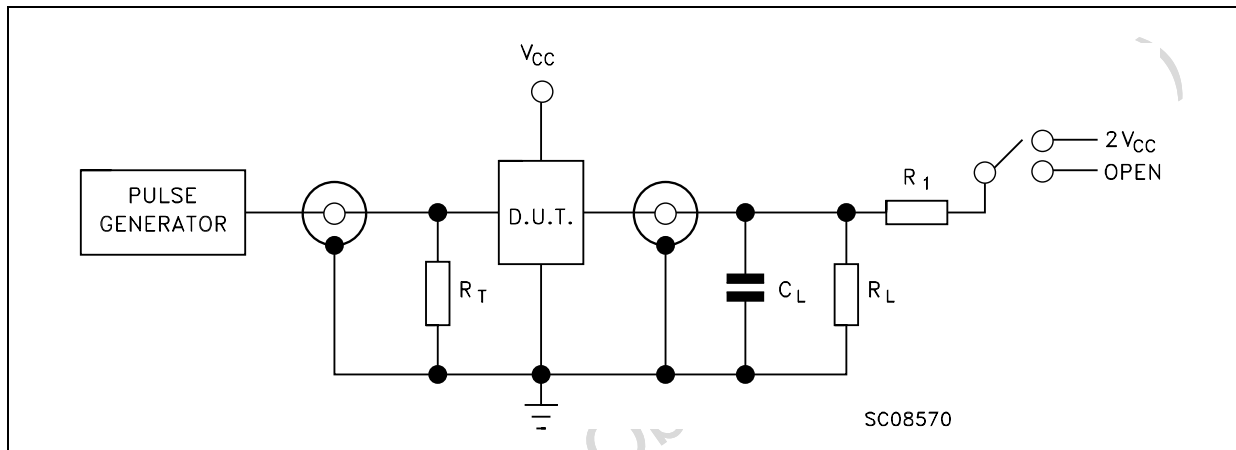 VCC
PULSE
GENERATOR
D.U.T.
RT
CL
RL
R1
2VCC
OPEN
SC08570